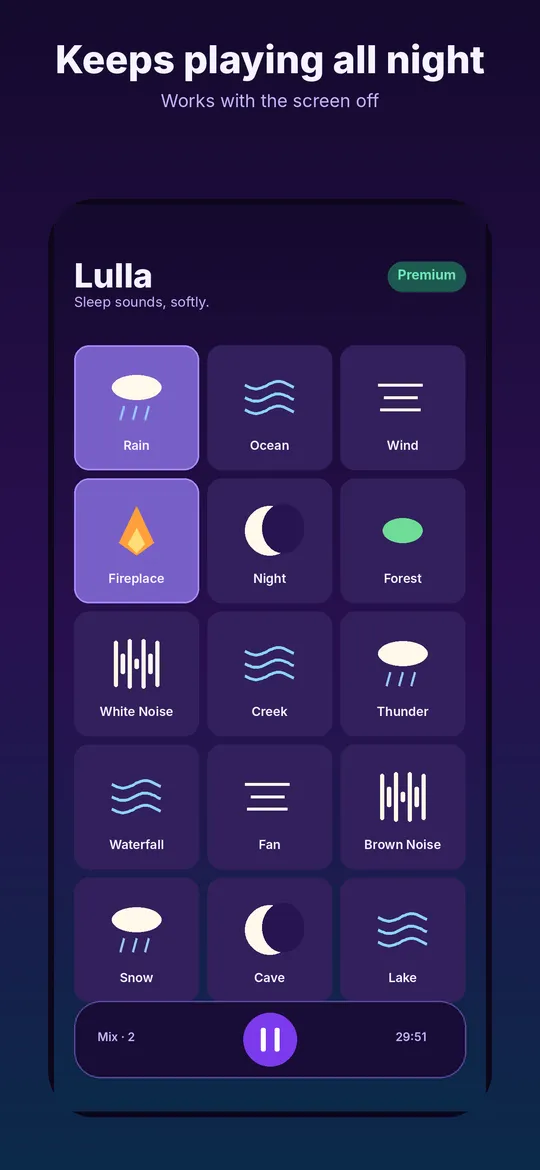 Keeps playing all night
Works with the screen off
Lulla
Premium
Sleep sounds, softly.
Rain
Ocean
Wind
Fireplace
Night
Forest
White Noise
Creek
Thunder
Waterfall
Fan
Brown Noise
Snow
Cave
Lake
Mix · 2
29:51